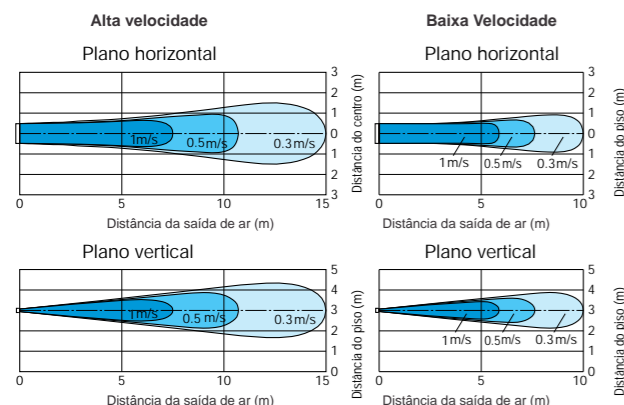 Alta velocidade
Plano horizontal
1m/s
0.5m/s
0.3m/s
3
2
1
0
1
2
3
0
5
10
15
Distância do centro (m)
Distância da saída de ar (m)
Baixa Velocidade
Plano horizontal
1m/s
0.5m/s
0.3m/s
3
2
1
0
1
2
3
0
5
10
Distância do piso (m)
Distância da saída de ar (m)
Plano vertical
1m/s
0.5m/s
0.3m/s
5
4
3
2
1
0
0
5
10
15
Distância do piso (m)
Distância da saída de ar (m)
Plano vertical
1m/s
0.5m/s
0.3m/s
5
4
3
2
1
0
0
5
10
Distância do piso (m)
Distância da saída de ar (m)